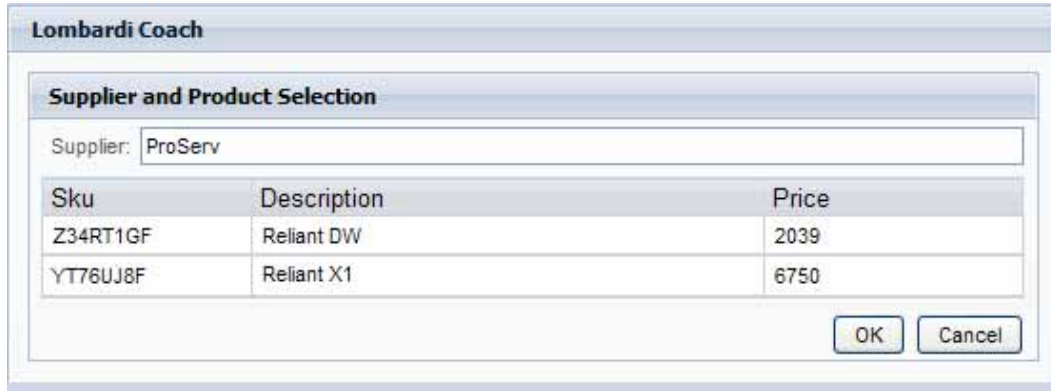 Lombardi Coach
Supplier and Product Selection
Supplier: ProServ
Sku Description Price
Z34RT1GF Reliant DW 2039
YT76UJ8F Reliant X1 6750
OK Cancel